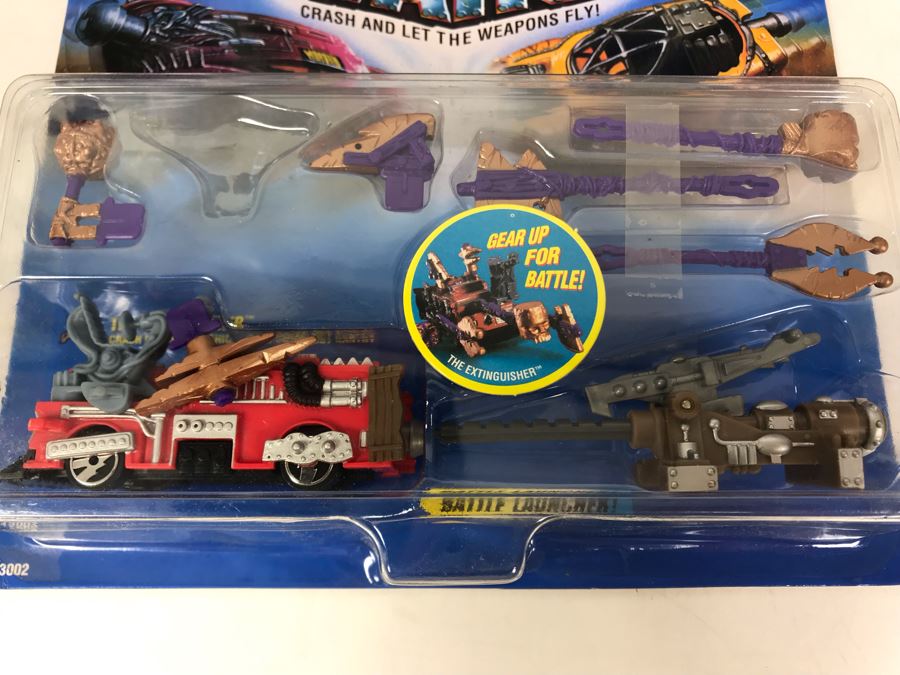 CRASH AND LET THE WEAPONS FLY!
GEAR UP
FOR
BATTLE!
THE EXTINGUISHER™
BATTLE LAUNCHER!
3002